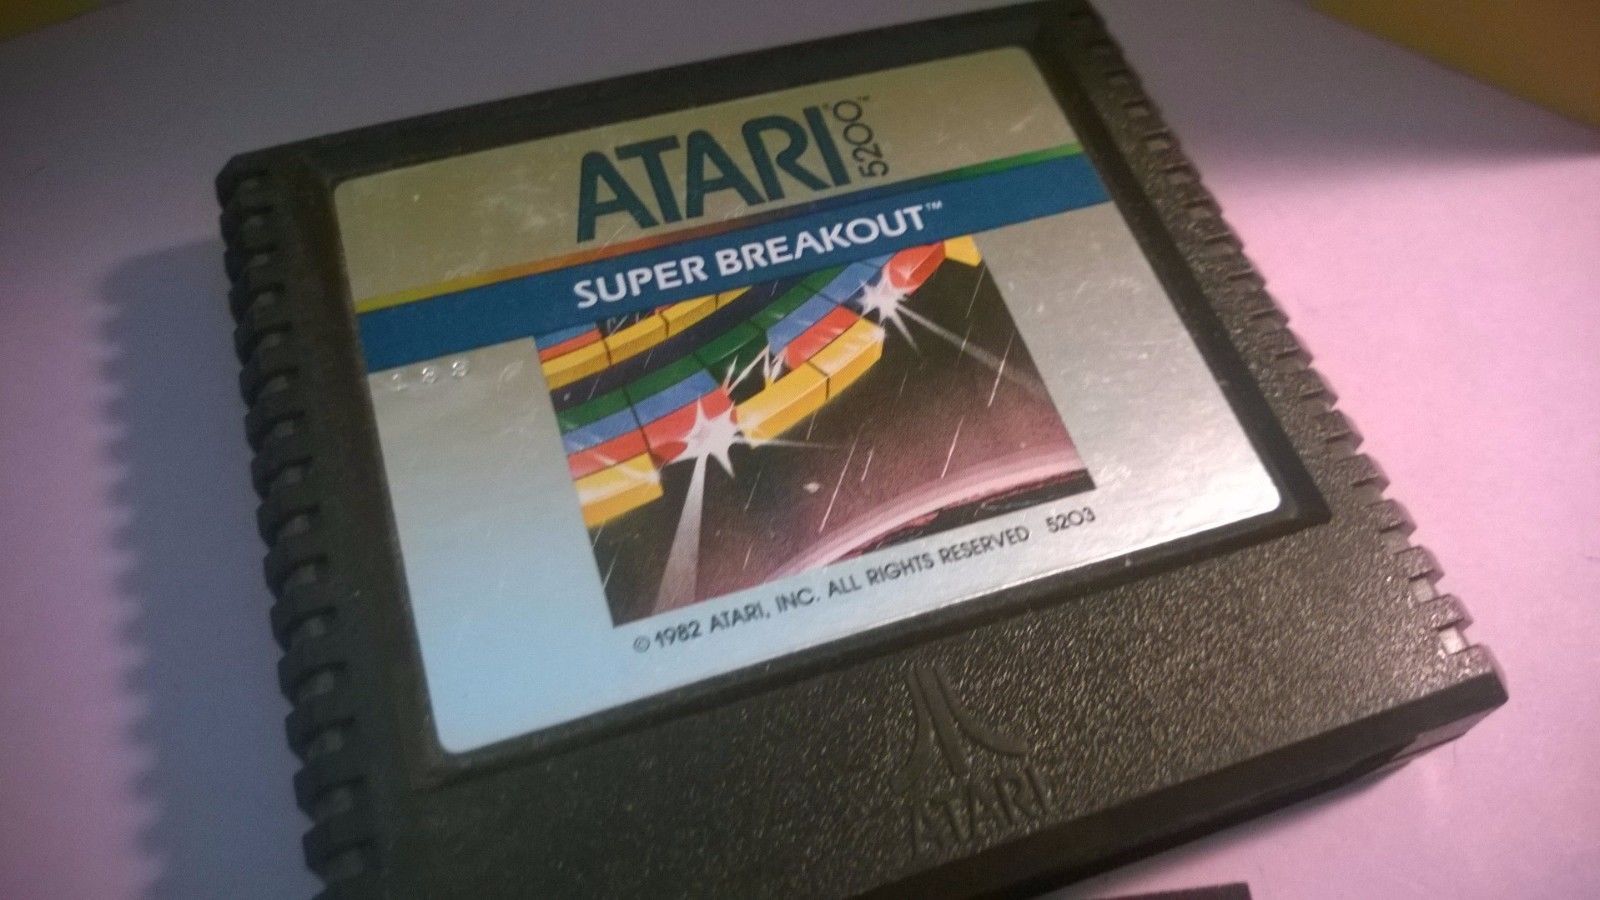 ATARI® 5200™
SUPER BREAKOUT™
© 1982 ATARI, INC. ALL RIGHTS RESERVED 5203
ATARI